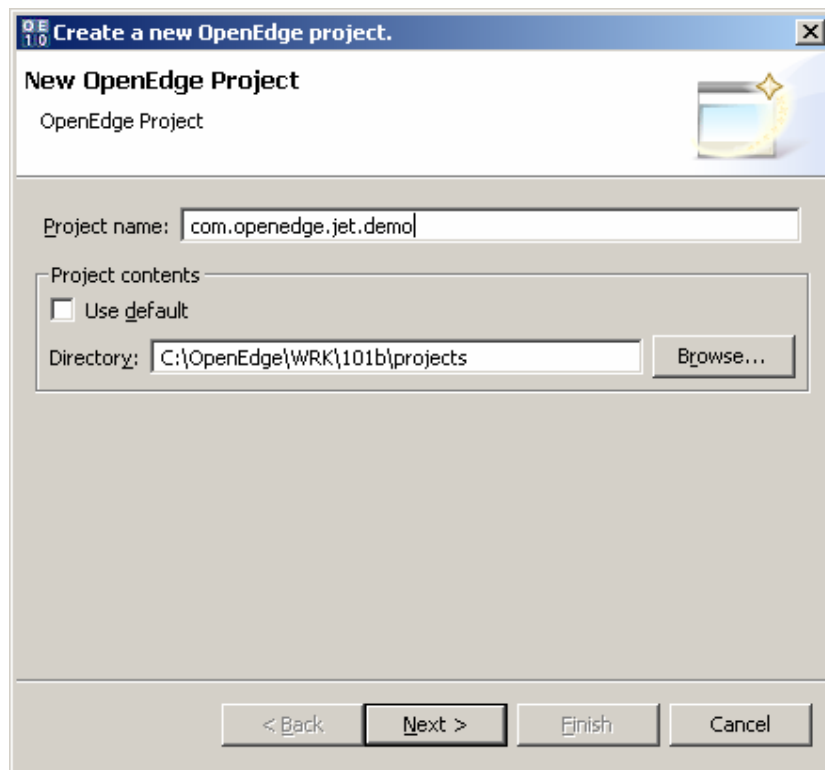 OE
10 Create a new OpenEdge project.
New OpenEdge Project
OpenEdge Project
Project name: com.openedge.jet.demo
Project contents
Use default
Directory: C:\OpenEdge\WRK\101b\projects Browse...
< Back Next > Finish Cancel